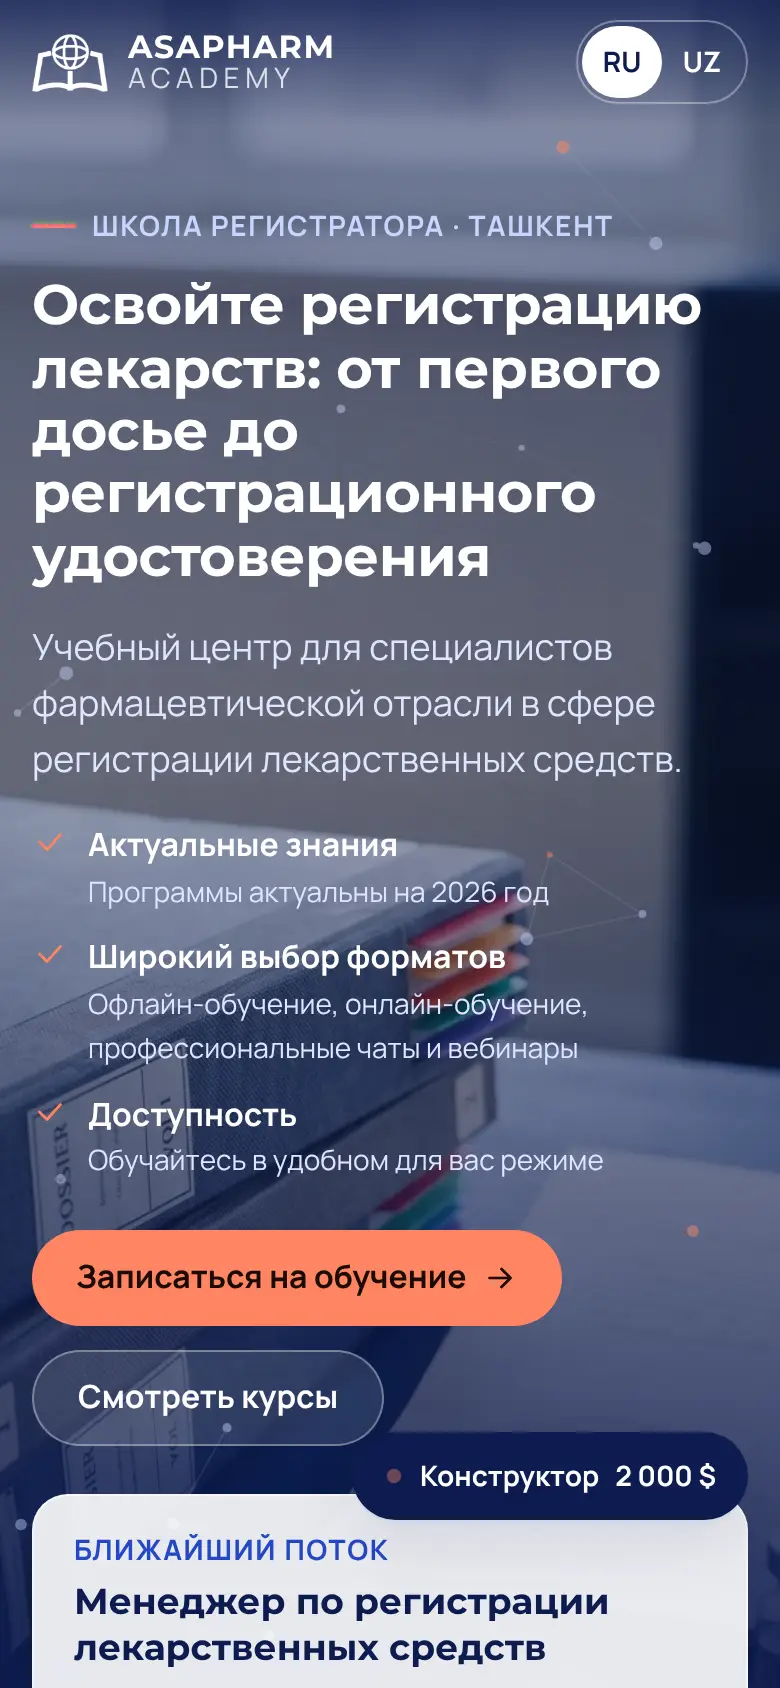 ASAPHARM
ACADEMY
RU UZ
ШКОЛА РЕГИСТРАТОРА · ТАШКЕНТ
Освойте регистрацию
лекарств: от первого
досье до
регистрационного
удостоверения
Учебный центр для специалистов
фармацевтической отрасли в сфере
регистрации лекарственных средств.
Актуальные знания
Программы актуальны на 2026 год
Широкий выбор форматов
Офлайн-обучение, онлайн-обучение,
профессиональные чаты и вебинары
Доступность
Обучайтесь в удобном для вас режиме
DOSSIER
VOL 1
Записаться на обучение →
Смотреть курсы
Конструктор 2 000 $
БЛИЖАЙШИЙ ПОТОК
Менеджер по регистрации
лекарственных средств